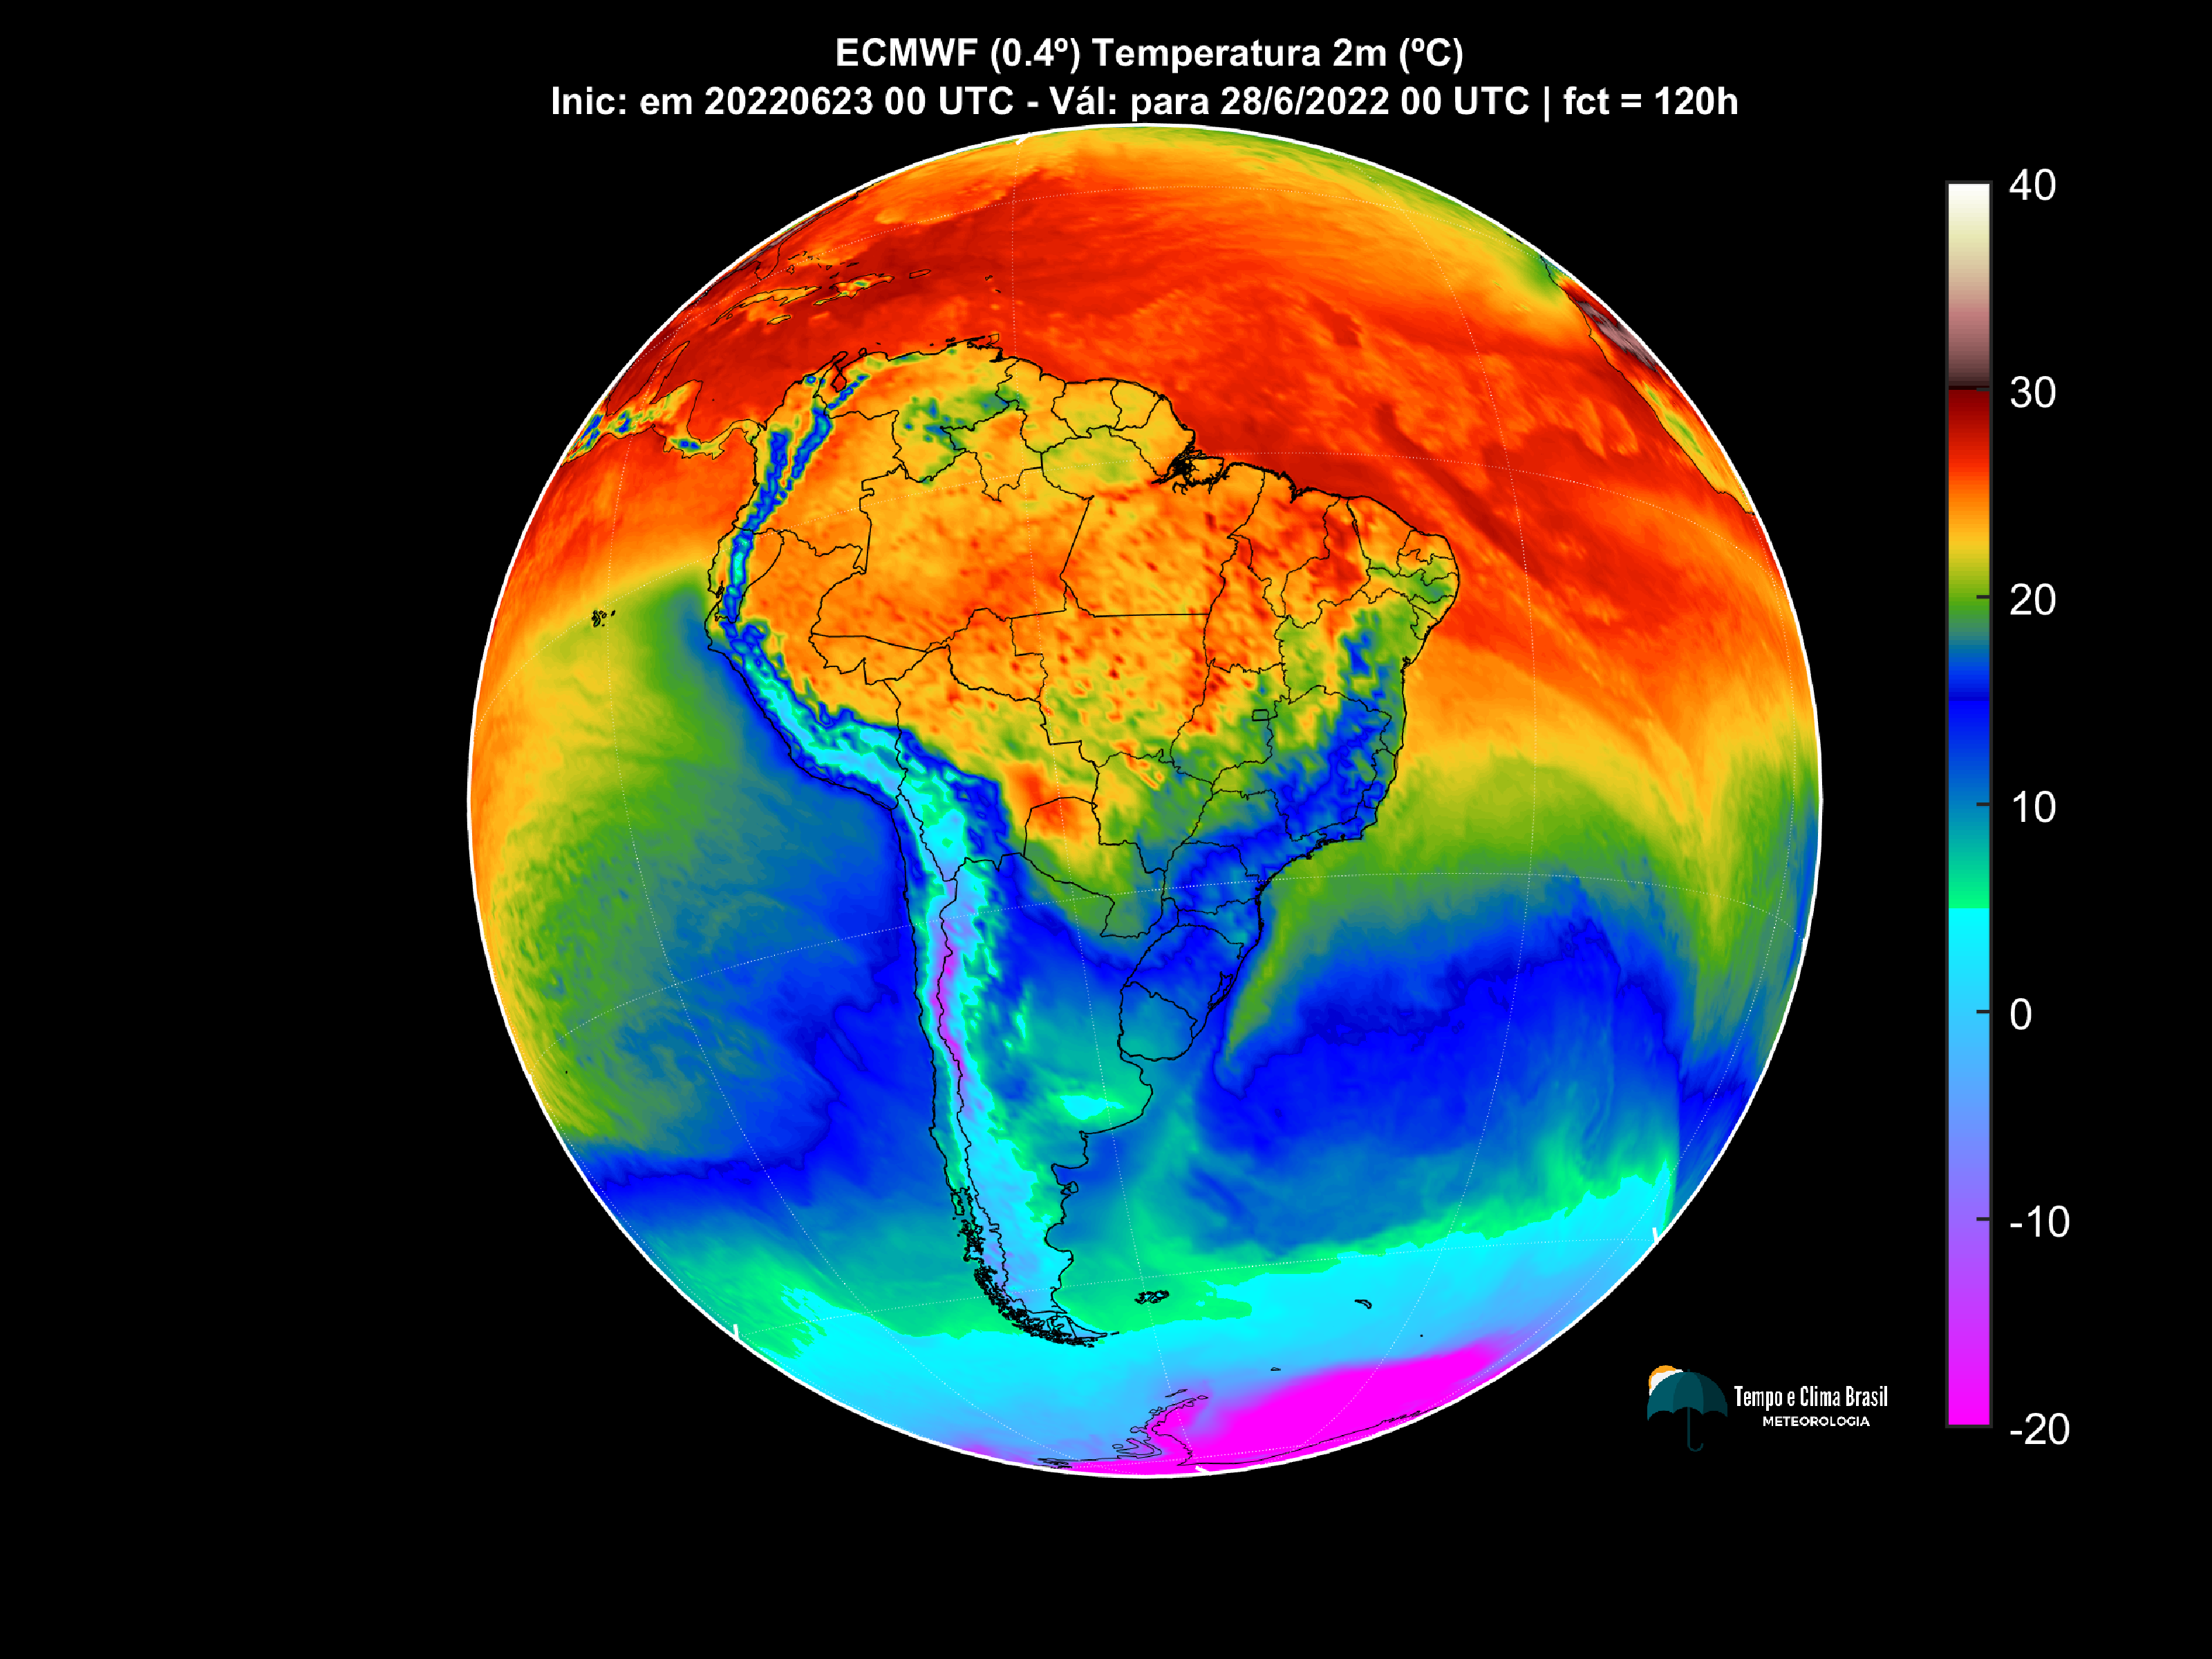 ECMWF (0.4º) Temperatura 2m (ºC)
Inic: em 20220623 00 UTC - Vál: para 28/6/2022 00 UTC | fct = 120h
40
30
20
10
0
-10
-20
Tempo e Clima Brasil
METEOROLOGIA